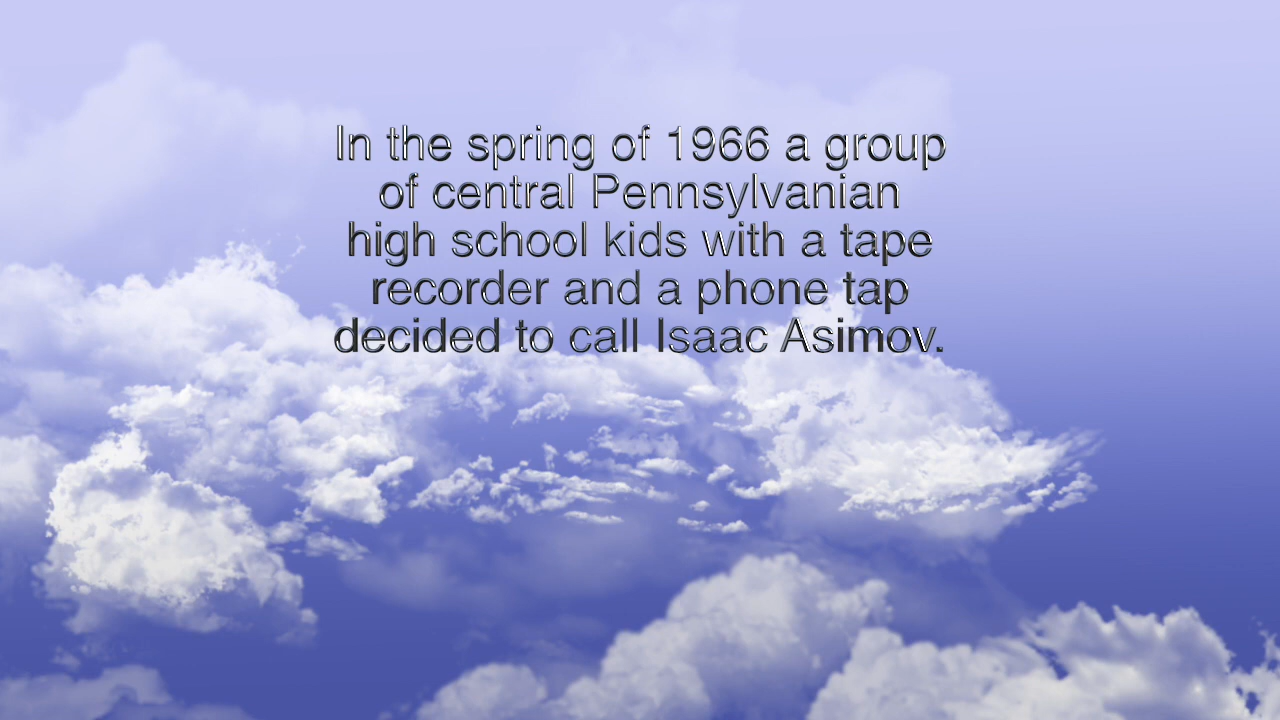 In the spring of 1966 a group
of central Pennsylvanian
high school kids with a tape
recorder and a phone tap
decided to call Isaac Asimov.